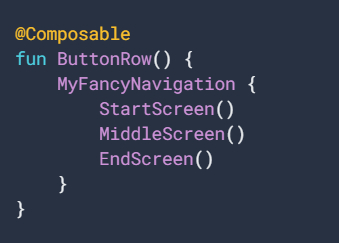 @Composable
fun ButtonRow() {
    MyFancyNavigation {
        StartScreen()
        MiddleScreen()
        EndScreen()
    }
}